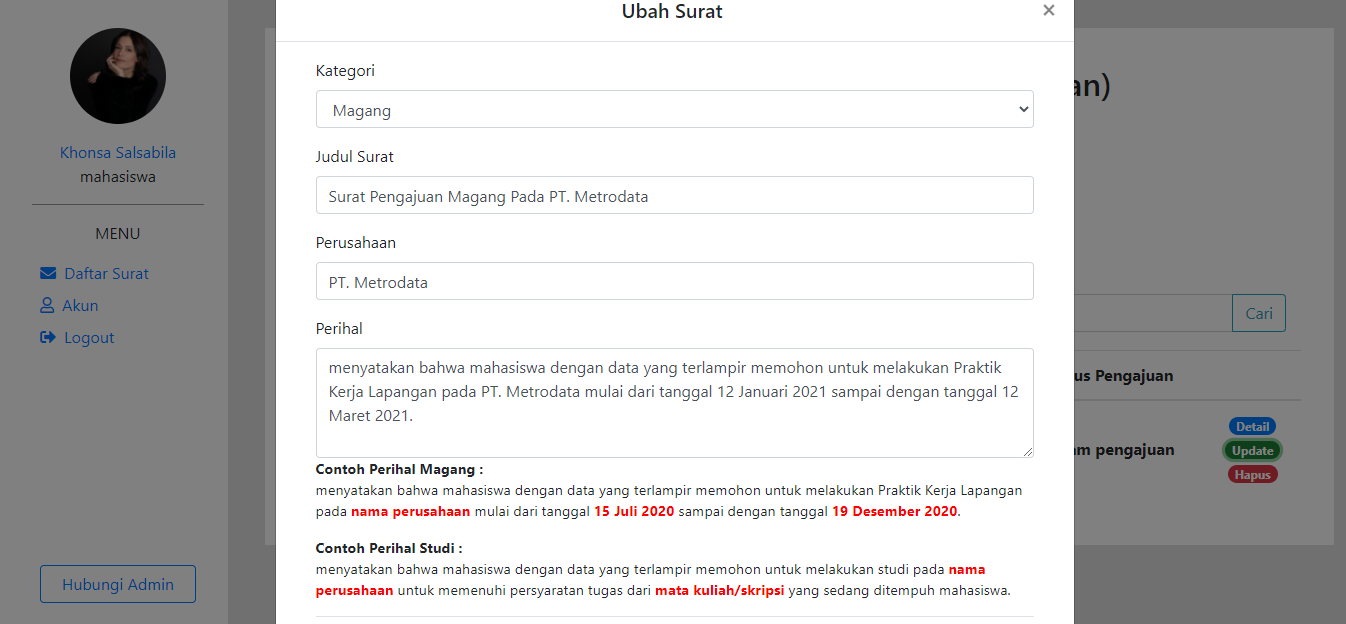 Ubah Surat
×
Khonsa Salsabila
mahasiswa
MENU
Daftar Surat
Akun
Logout
Hubungi Admin
Kategori
Magang
Judul Surat
Surat Pengajuan Magang Pada PT. Metrodata
Perusahaan
PT. Metrodata
Perihal
menyatakan bahwa mahasiswa dengan data yang terlampir memohon untuk melakukan Praktik
Kerja Lapangan pada PT. Metrodata mulai dari tanggal 12 Januari 2021 sampai dengan tanggal 12
Maret 2021.
Contoh Perihal Magang :
menyatakan bahwa mahasiswa dengan data yang terlampir memohon untuk melakukan Praktik Kerja Lapangan
pada nama perusahaan mulai dari tanggal 15 Juli 2020 sampai dengan tanggal 19 Desember 2020.
Contoh Perihal Studi :
menyatakan bahwa mahasiswa dengan data yang terlampir memohon untuk melakukan studi pada nama
perusahaan untuk memenuhi persyaratan tugas dari mata kuliah/skripsi yang sedang ditempuh mahasiswa.
an)
Cari
us Pengajuan
am pengajuan
Detail
Update
Hapus